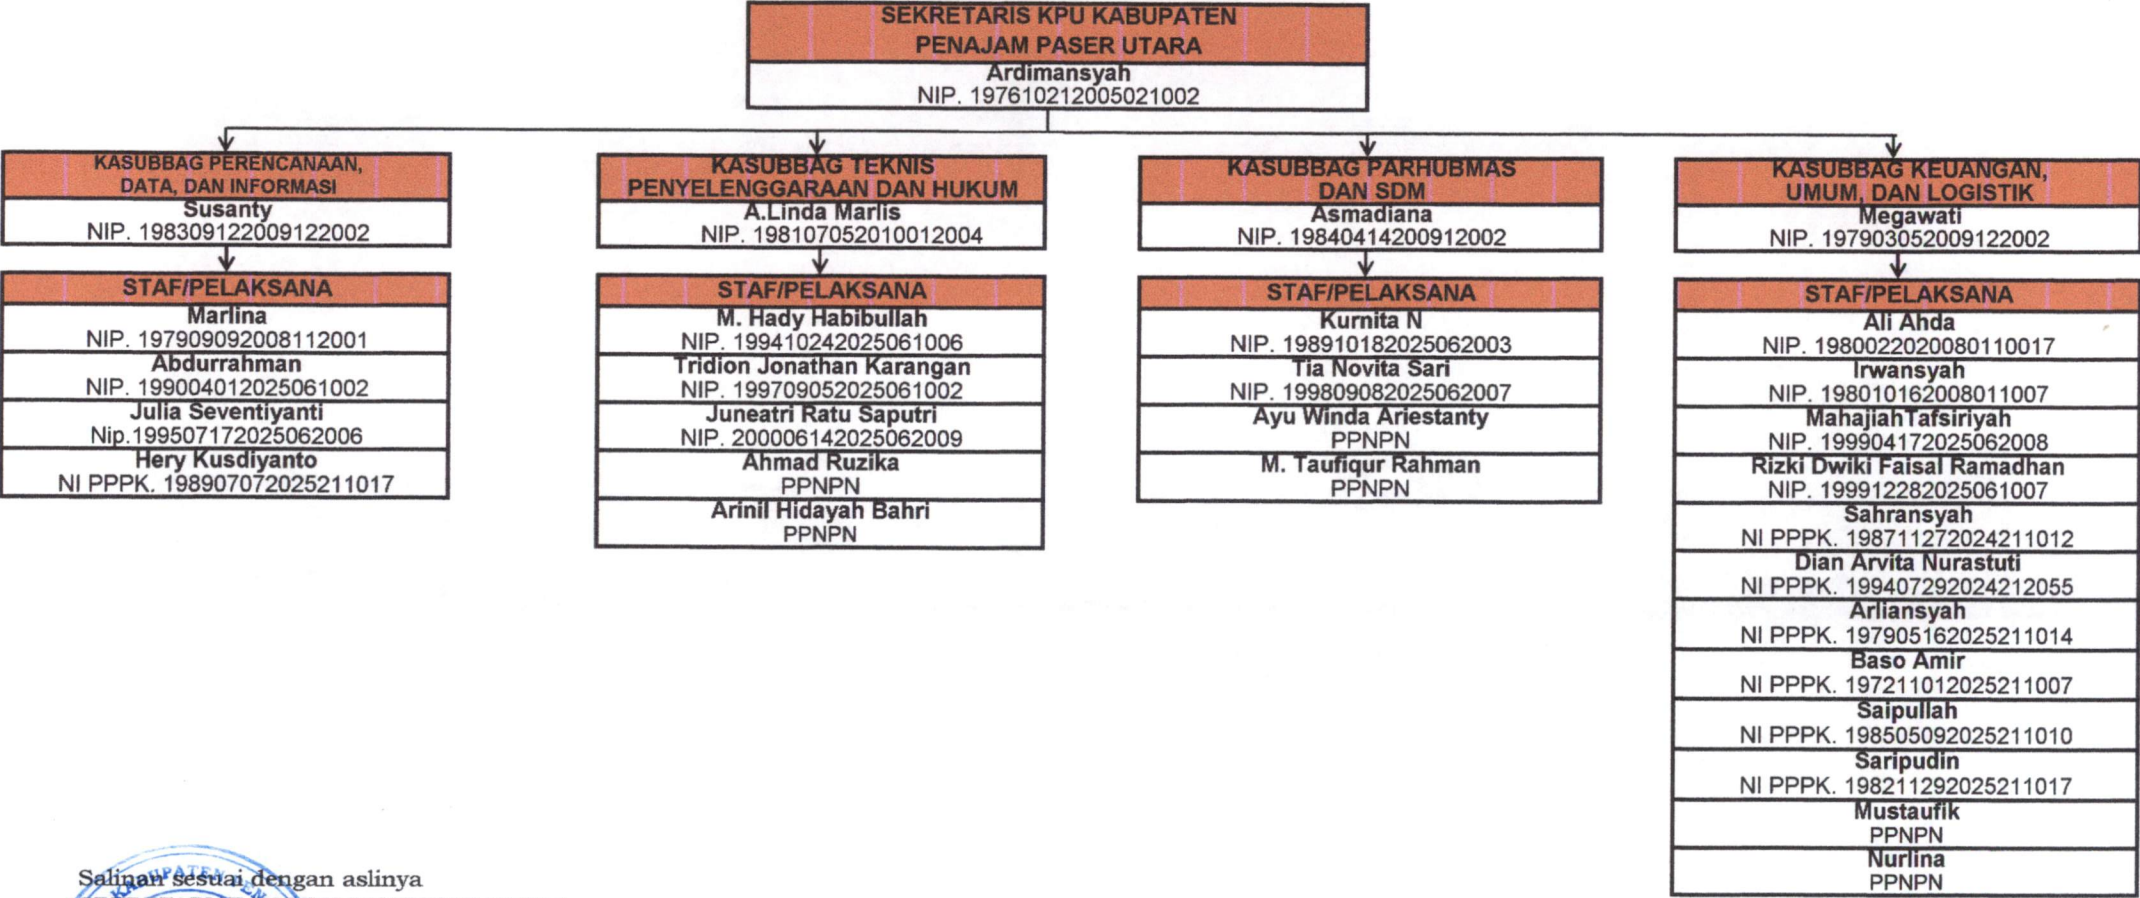 SEKRETARIS KPU KABUPATEN
PENAJAM PASER UTARA
Ardimansyah
NIP. 197610212005021002
KASUBBAG PERENCANAAN,
DATA, DAN INFORMASI
Susanty
NIP. 198309122009122002
STAF/PELAKSANA
Marlina
NIP. 197909092008112001
Abdurrahman
NIP. 199004012025061002
Julia Seventiyanti
Nip.199507172025062006
Hery Kusdiyanto
NI PPPK. 198907072025211017
KASUBBAG TEKNIS
PENYELENGGARAAN DAN HUKUM
A.Linda Marlis
NIP. 198107052010012004
STAF/PELAKSANA
M. Hady Habibullah
NIP. 199410242025061006
Tridion Jonathan Karangan
NIP. 199709052025061002
Juneatri Ratu Saputri
NIP. 200006142025062009
Ahmad Ruzika
PPNPN
Arinil Hidayah Bahri
PPNPN
KASUBBAG PARHUBMAS
DAN SDM
Asmadiana
NIP. 19840414200912002
STAF/PELAKSANA
Kurnita N
NIP. 198910182025062003
Tia Novita Sari
NIP. 199809082025062007
Ayu Winda Ariestanty
PPNPN
M. Taufiqur Rahman
PPNPN
KASUBBAG KEUANGAN,
UMUM, DAN LOGISTIK
Megawati
NIP. 197903052009122002
STAF/PELAKSANA
Ali Ahda
NIP. 1980022020080110017
Irwansyah
NIP. 198010162008011007
MahajiahTafsiriyah
NIP. 199904172025062008
Rizki Dwiki Faisal Ramadhan
NIP. 199912282025061007
Sahransyah
NI PPPK. 198711272024211012
Dian Arvita Nurastuti
NI PPPK. 199407292024212055
Arliansyah
NI PPPK. 197905162025211014
Baso Amir
NI PPPK. 197211012025211007
Saipullah
NI PPPK. 198505092025211010
Saripudin
NI PPPK. 198211292025211017
Mustaufik
PPNPN
Nurlina
PPNPN
Salinan sesuai dengan aslinya
KABUPATEN PEN